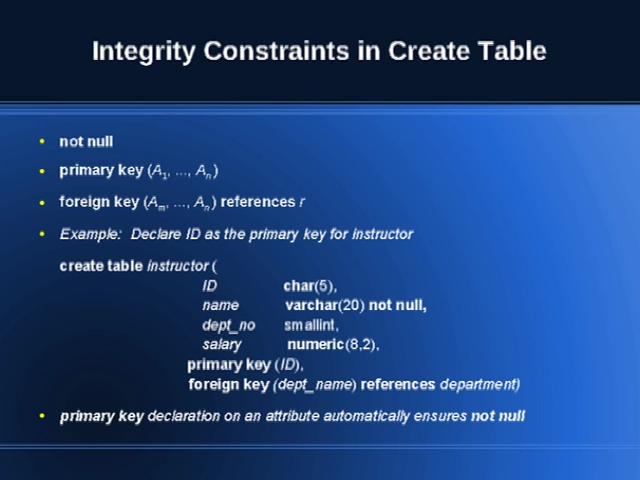 Integrity Constraints in Create Table
• not null
• primary key (A1, ..., An)
• foreign key (Am, ..., An) references r
• Example: Declare ID as the primary key for instructor
create table instructor (
ID char(5),
name varchar(20) not null,
dept_no smallint,
salary numeric(8,2),
primary key (ID),
foreign key (dept_name) references department)
• primary key declaration on an attribute automatically ensures not null